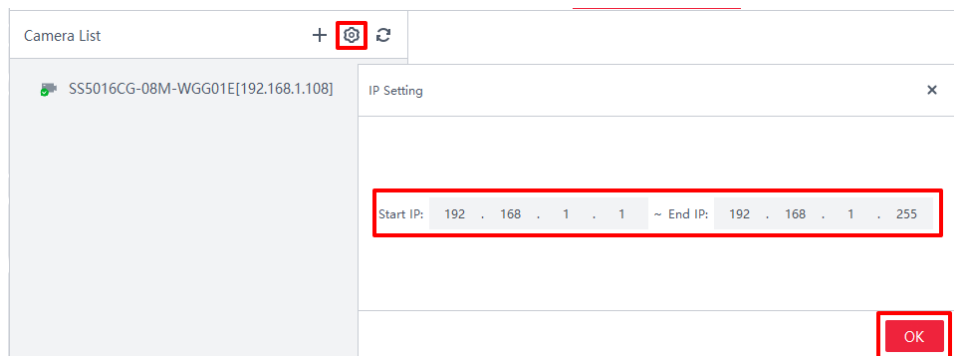 Camera List
SS5016CG-08M-WGG01E[192.168.1.108]
IP Setting
Start IP: 192 . 168 . 1 . 1 ~ End IP: 192 . 168 . 1 . 255
OK